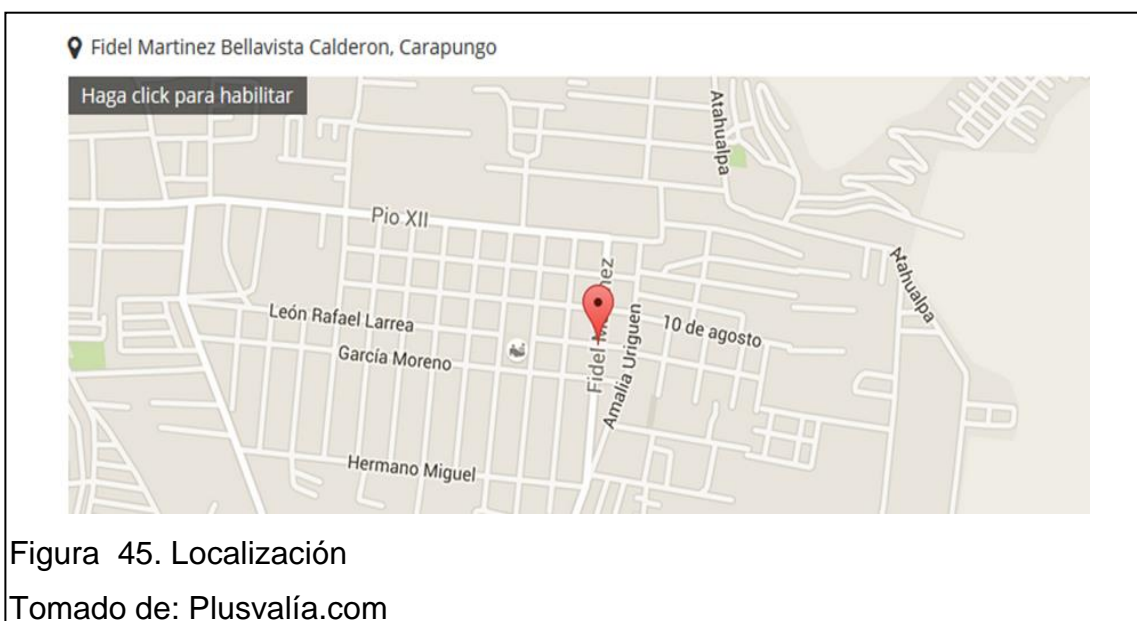 Fidel Martinez Bellavista Calderon, Carapungo
Haga click para habilitar
Atahualpa
Pio XII
Atahualpa
Fidel M nez
León Rafael Larrea
10 de agosto
García Moreno
Amalia Uriguen
Hermano Miguel
Figura 45. Localización
Tomado de: Plusvalía.com